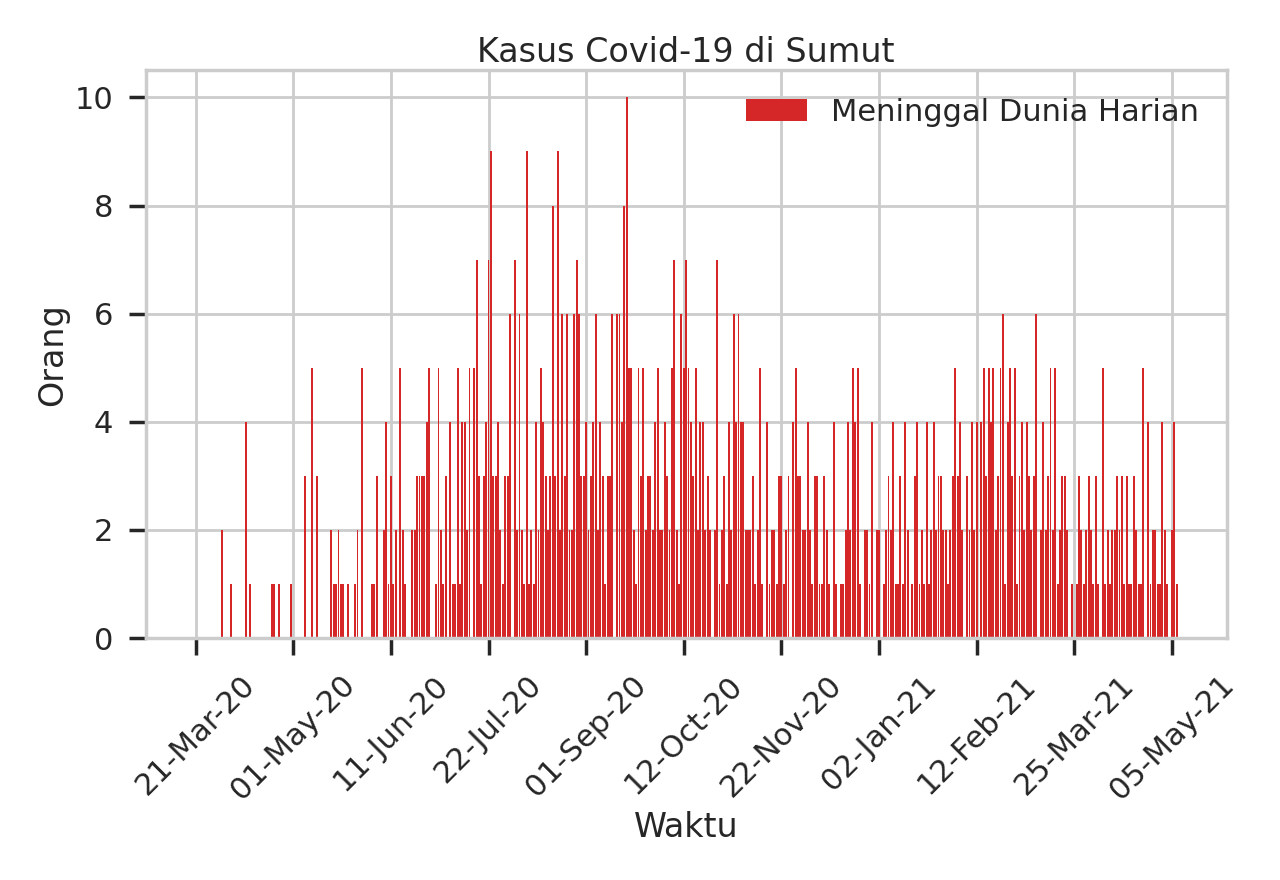 Kasus Covid-19 di Sumut
10
8
6
4
2
0
Orang
Meninggal Dunia Harian
21-Mar-20
01-May-20
11-Jun-20
22-Jul-20
01-Sep-20
12-Oct-20
22-Nov-20
02-Jan-21
12-Feb-21
25-Mar-21
05-May-21
Waktu